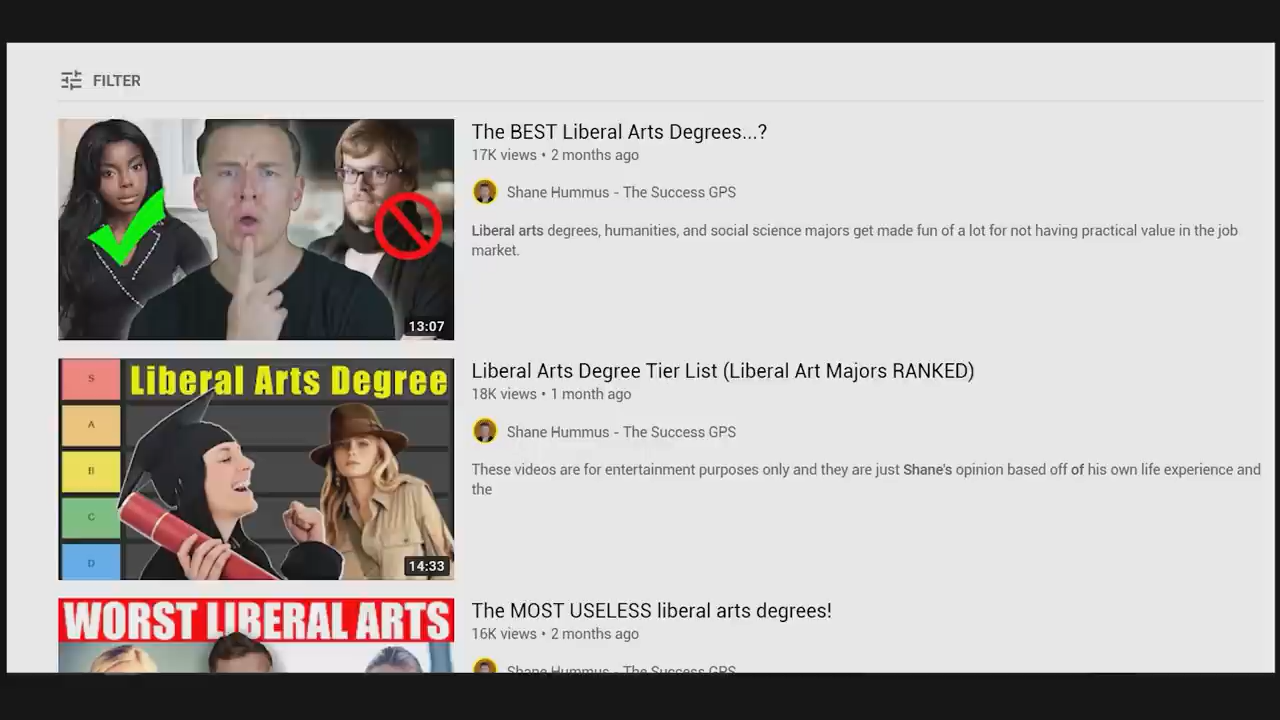 FILTER
The BEST Liberal Arts Degrees...?
17K views • 2 months ago
Shane Hummus - The Success GPS
Liberal arts degrees, humanities, and social science majors get made fun of a lot for not having practical value in the job
market.
13:07
S
Liberal Arts Degree
A
B
C
D
14:33
Liberal Arts Degree Tier List (Liberal Art Majors RANKED)
18K views • 1 month ago
Shane Hummus - The Success GPS
These videos are for entertainment purposes only and they are just Shane's opinion based off of his own life experience and
the
WORST LIBERAL ARTS
The MOST USELESS liberal arts degrees!
16K views • 2 months ago
Shane Hummus - The Success GPS